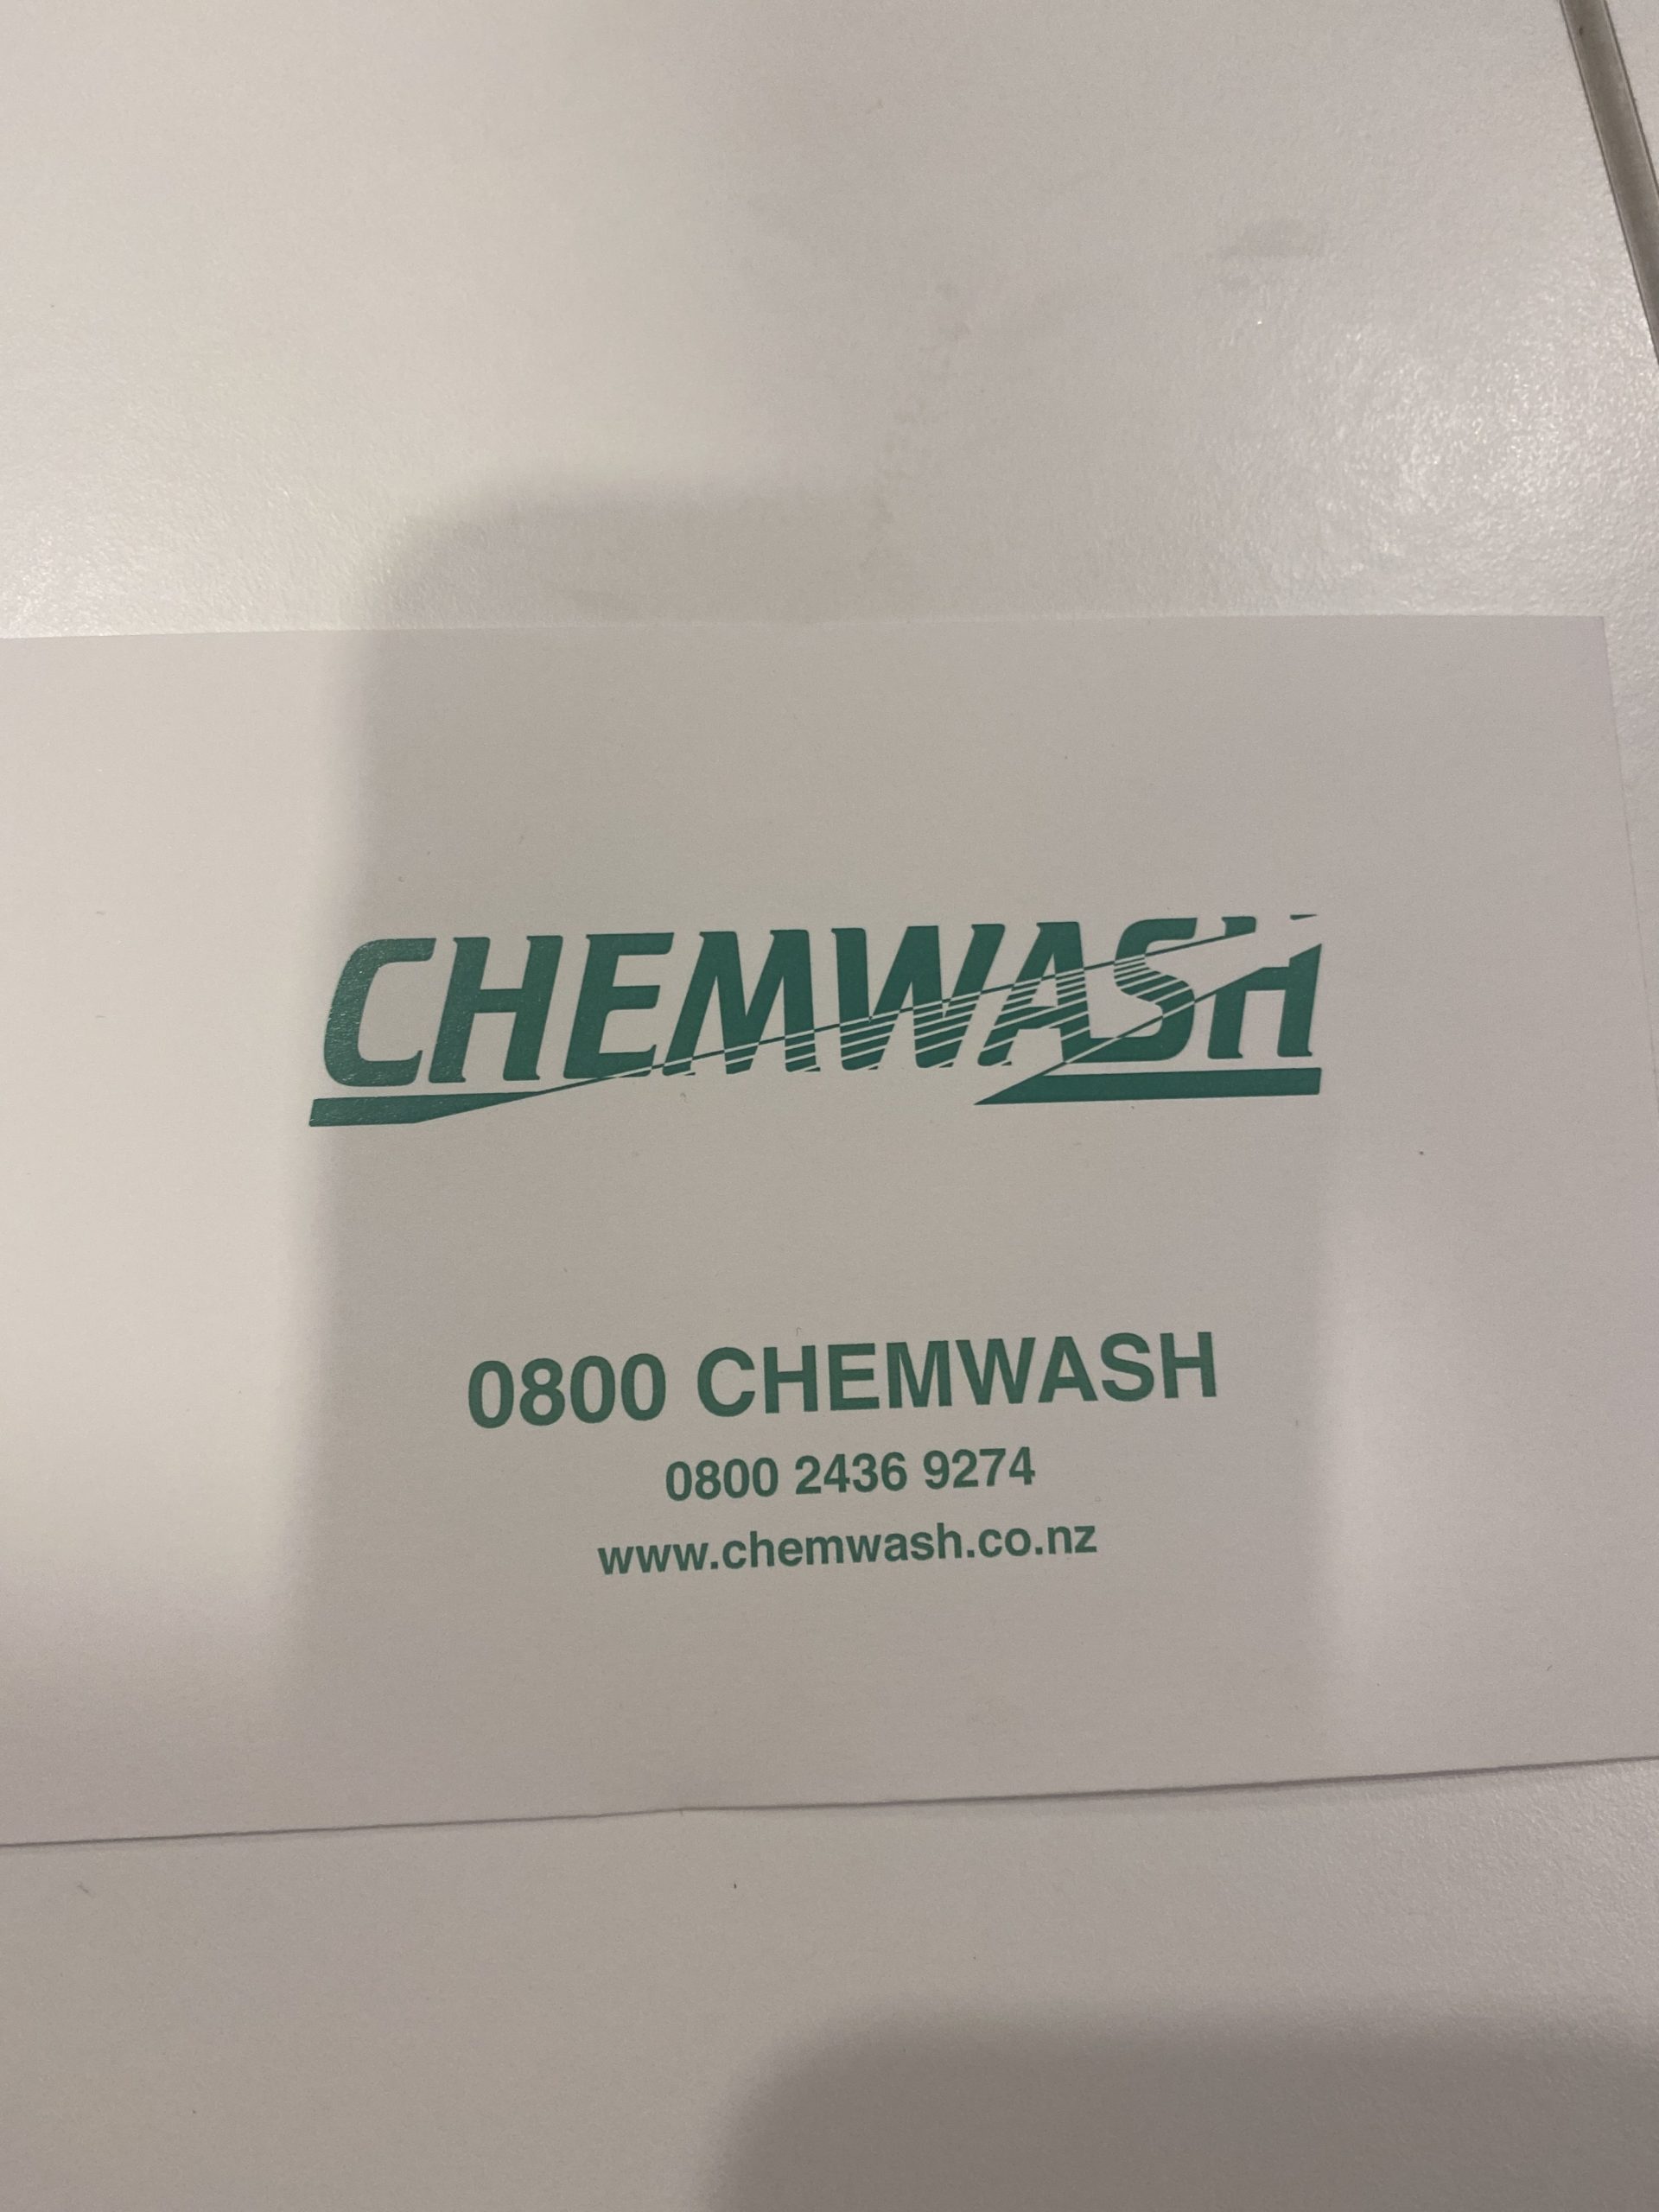 CHEMWASH
0800 CHEMWASH
0800 2436 9274
www.chemwash.co.nz